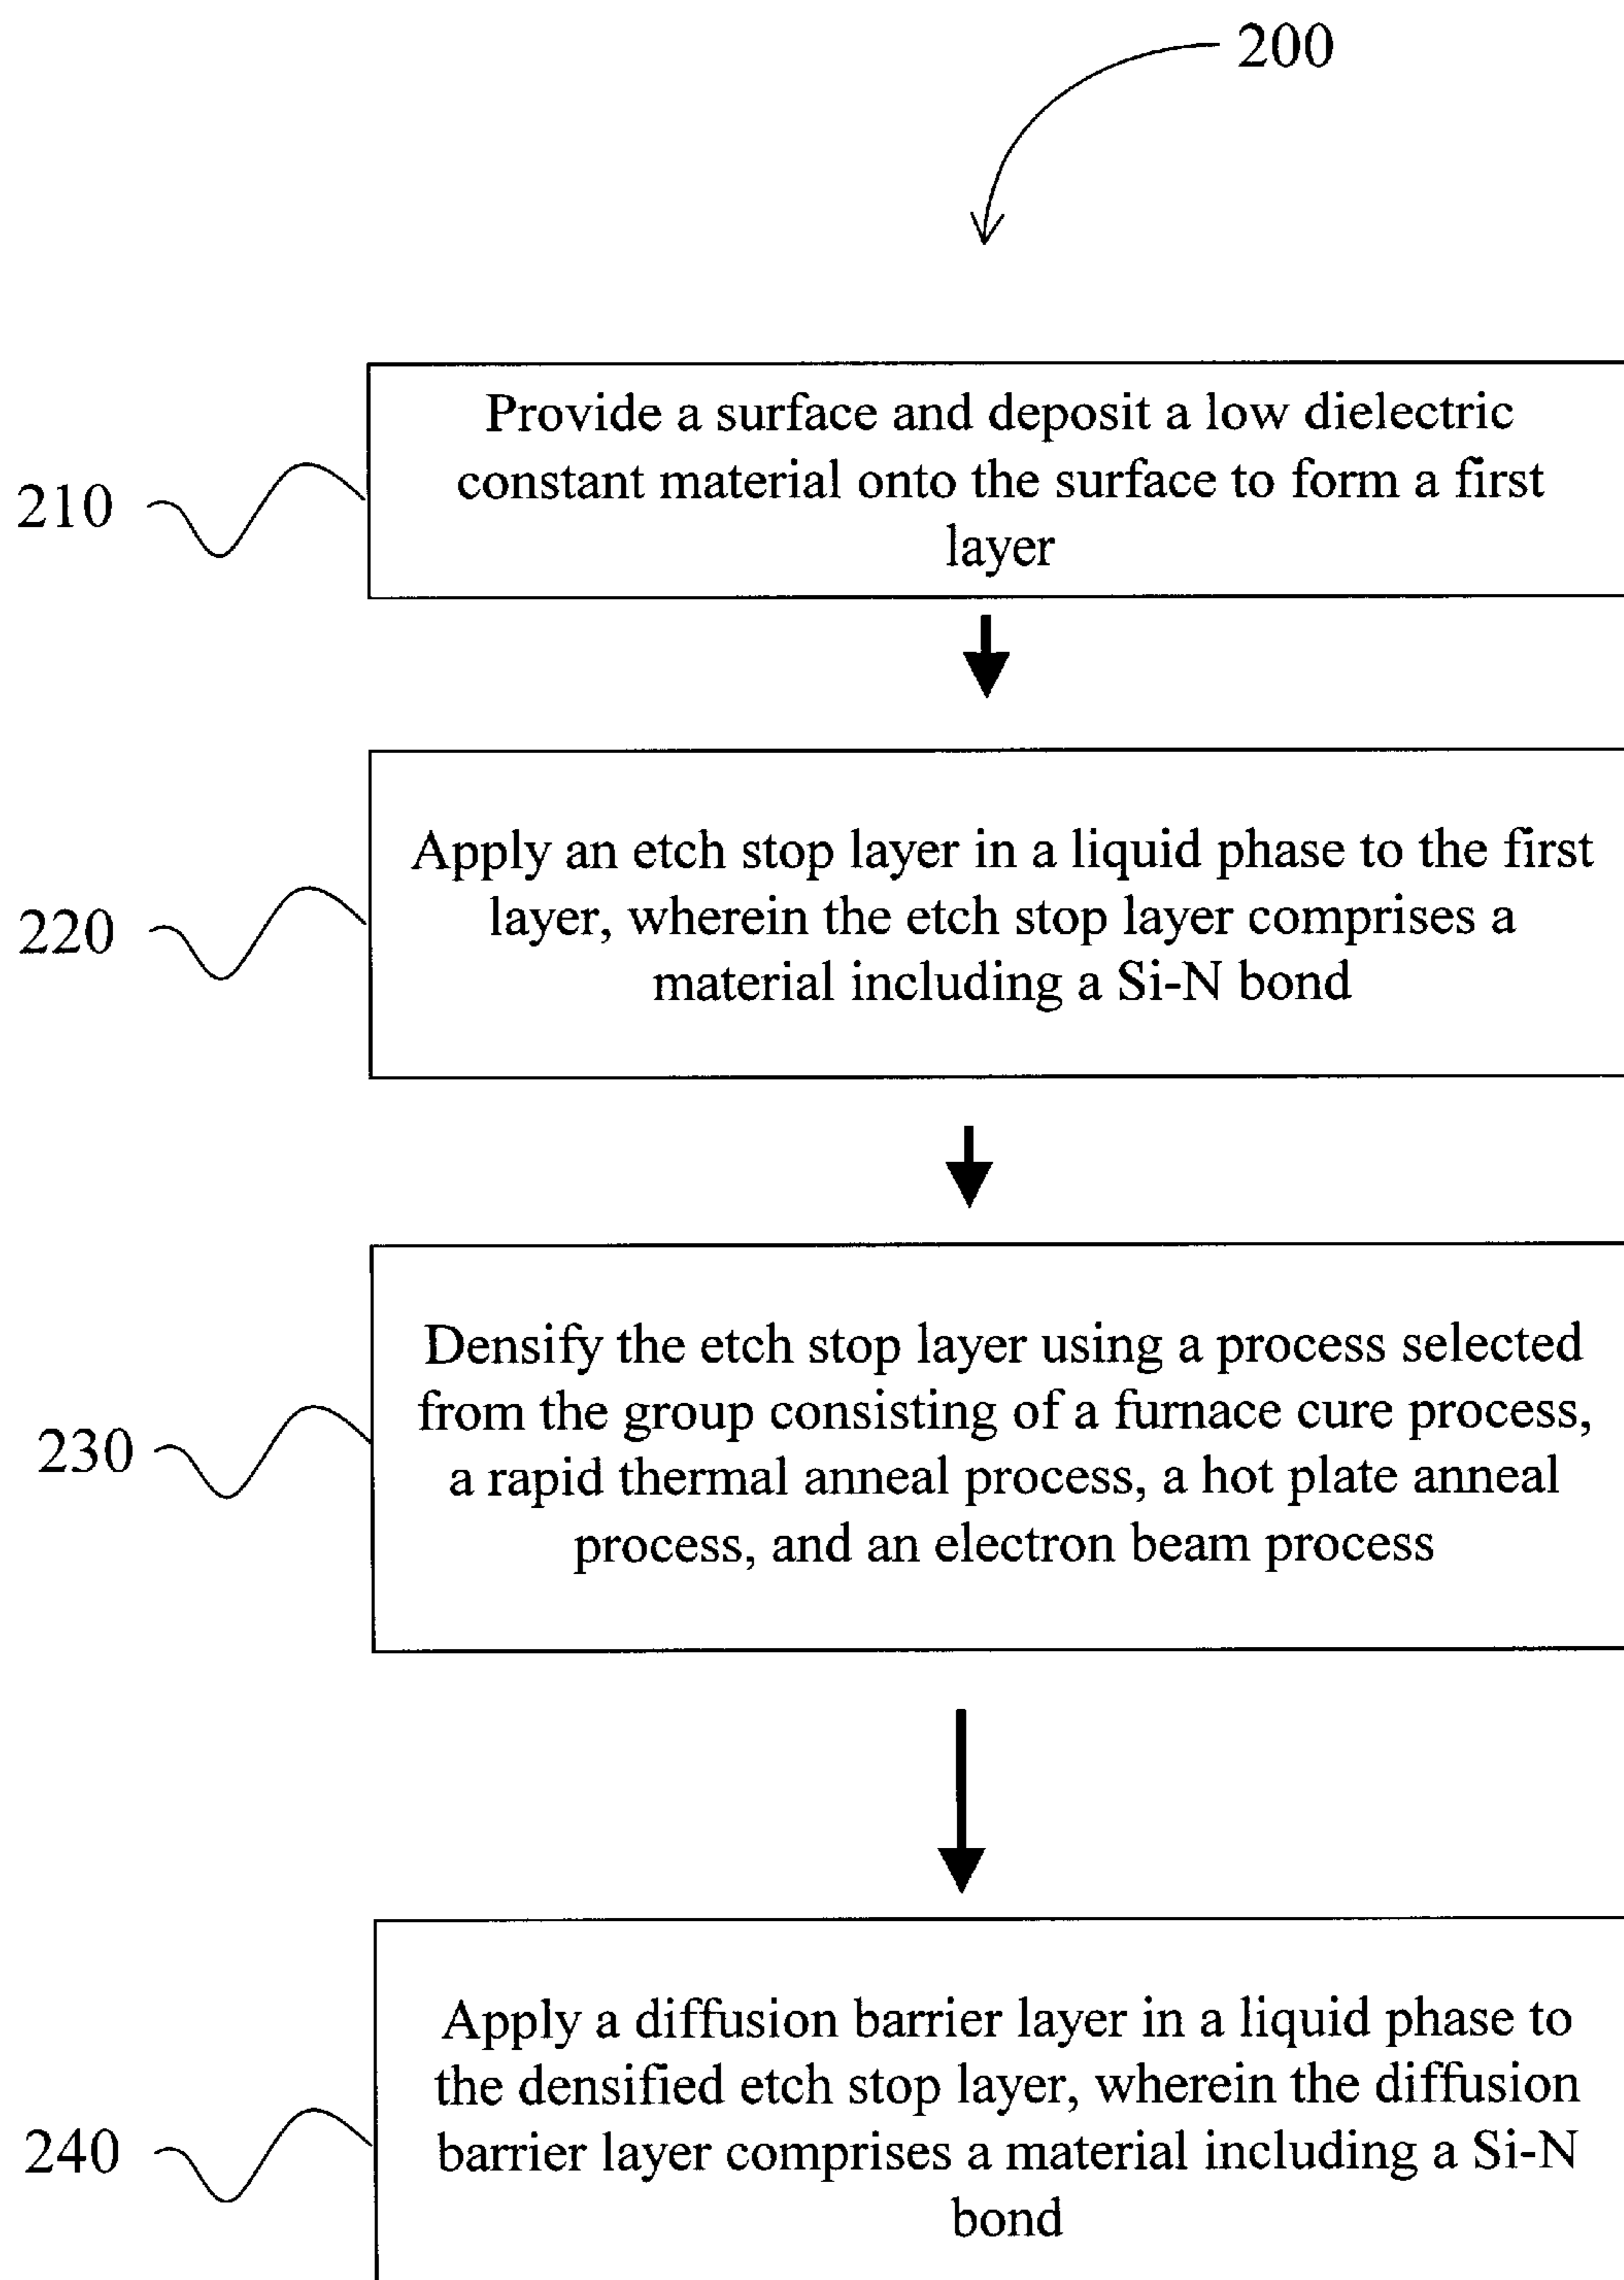 200
210
Provide a surface and deposit a low dielectric
constant material onto the surface to form a first
layer
220
Apply an etch stop layer in a liquid phase to the first
layer, wherein the etch stop layer comprises a
material including a Si-N bond
230
Densify the etch stop layer using a process selected
from the group consisting of a furnace cure process,
a rapid thermal anneal process, a hot plate anneal
process, and an electron beam process
240
Apply a diffusion barrier layer in a liquid phase to
the densified etch stop layer, wherein the diffusion
barrier layer comprises a material including a Si-N
bond